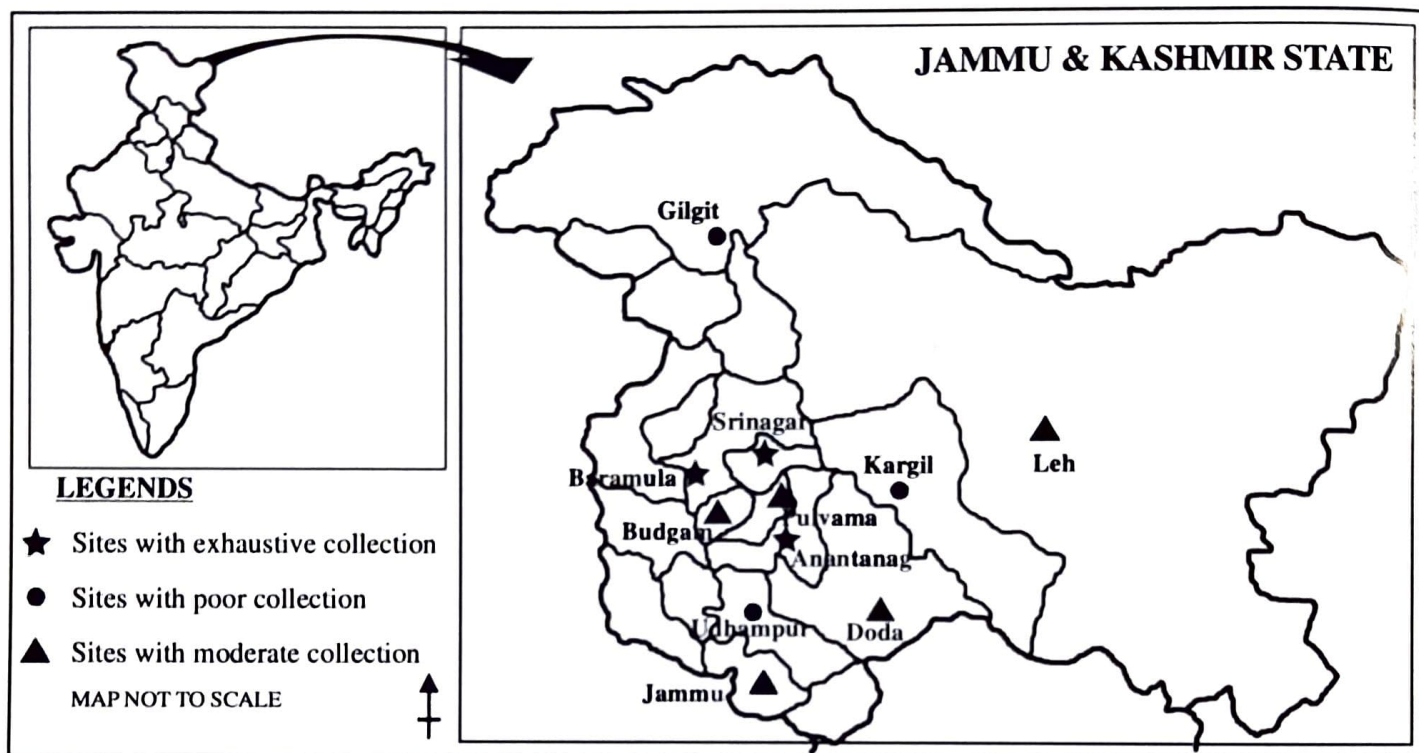 JAMMU & KASHMIR STATE
Gilgit
Srinagar
Baramula
Kargil
Leh
Budgam
Pulvama
Anantanag
Udhampur
Doda
Jammu
LEGENDS
Sites with exhaustive collection
Sites with poor collection
Sites with moderate collection
MAP NOT TO SCALE